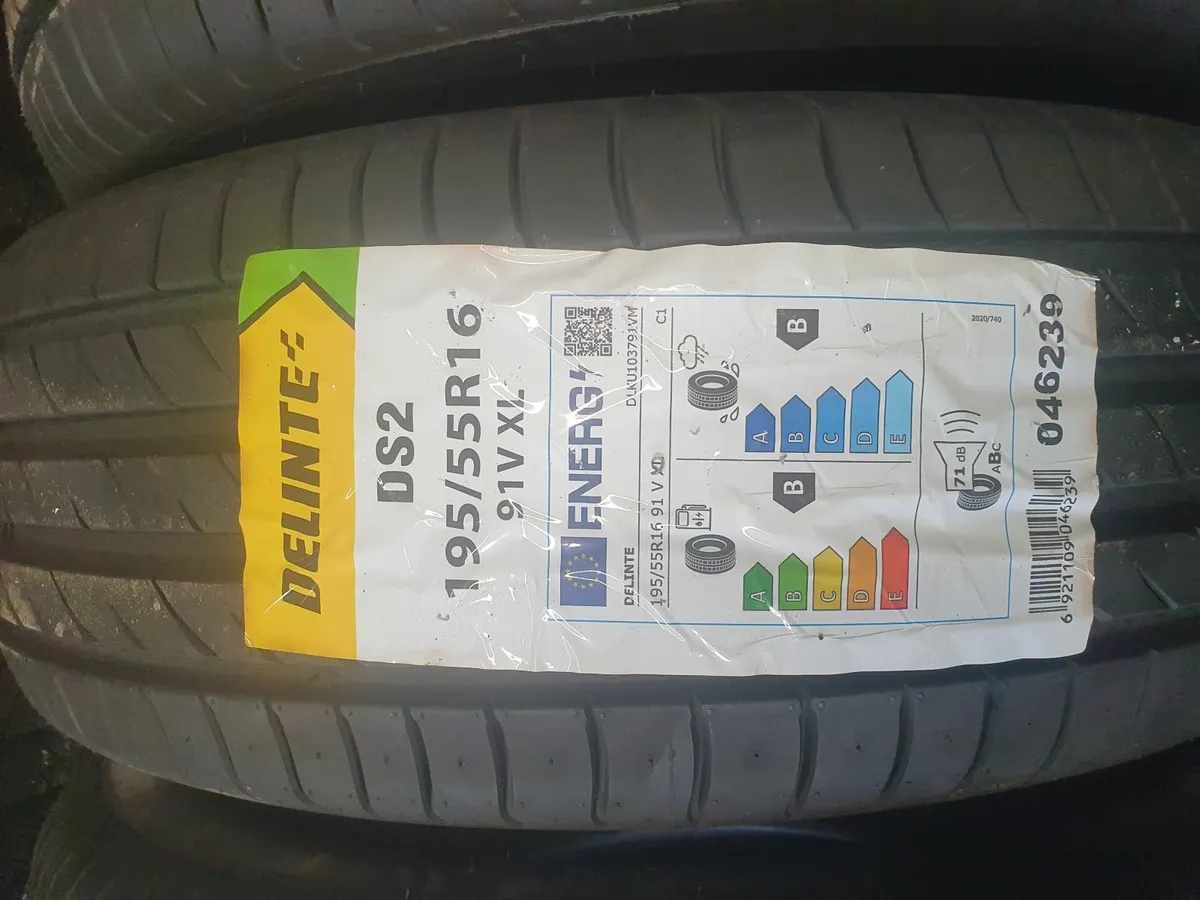 DELINTE
DS2
195/55R16
91V XL
ENERG
DLKU103791VM
DELINTE
195/55R16 91 V XL
C1
A
B
C
D
E
B
A
B
C
D
E
B
71 dB
ABC
2020/740
046239
6921109046239